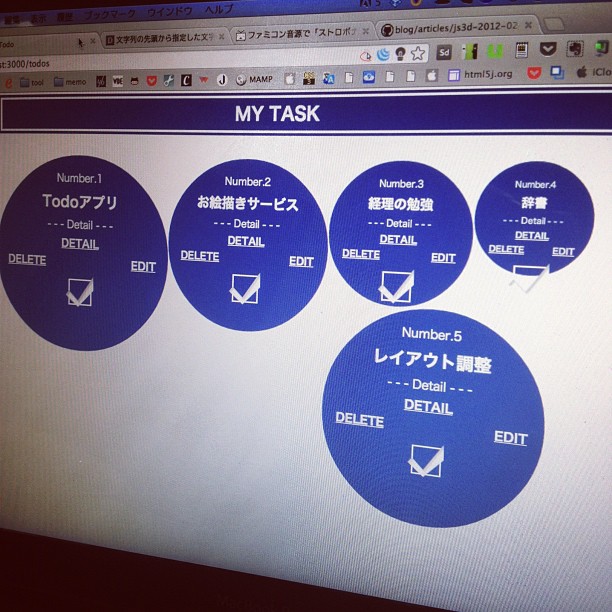 表示 履歴 ブックマーク ウインドウ ヘルプ
Todo
文字列の先頭から指定した文字
ファミコン音源で「ストロボナ
blog/articles/js3d-2012-02
st:3000/todos
Sd
tool
memo
MAMP
html5j.org
iClo
MY TASK
Number.1
Todoアプリ
- - - Detail - - -
DETAIL
DELETE
EDIT
Number.2
お絵描きサービス
- - - Detail - - -
DETAIL
DELETE
EDIT
Number.3
経理の勉強
- - - Detail - - -
DETAIL
DELETE
EDIT
Number.4
辞書
- - - Detail - - -
DETAIL
DELETE
EDIT
Number.5
レイアウト調整
- - - Detail - - -
DETAIL
DELETE
EDIT